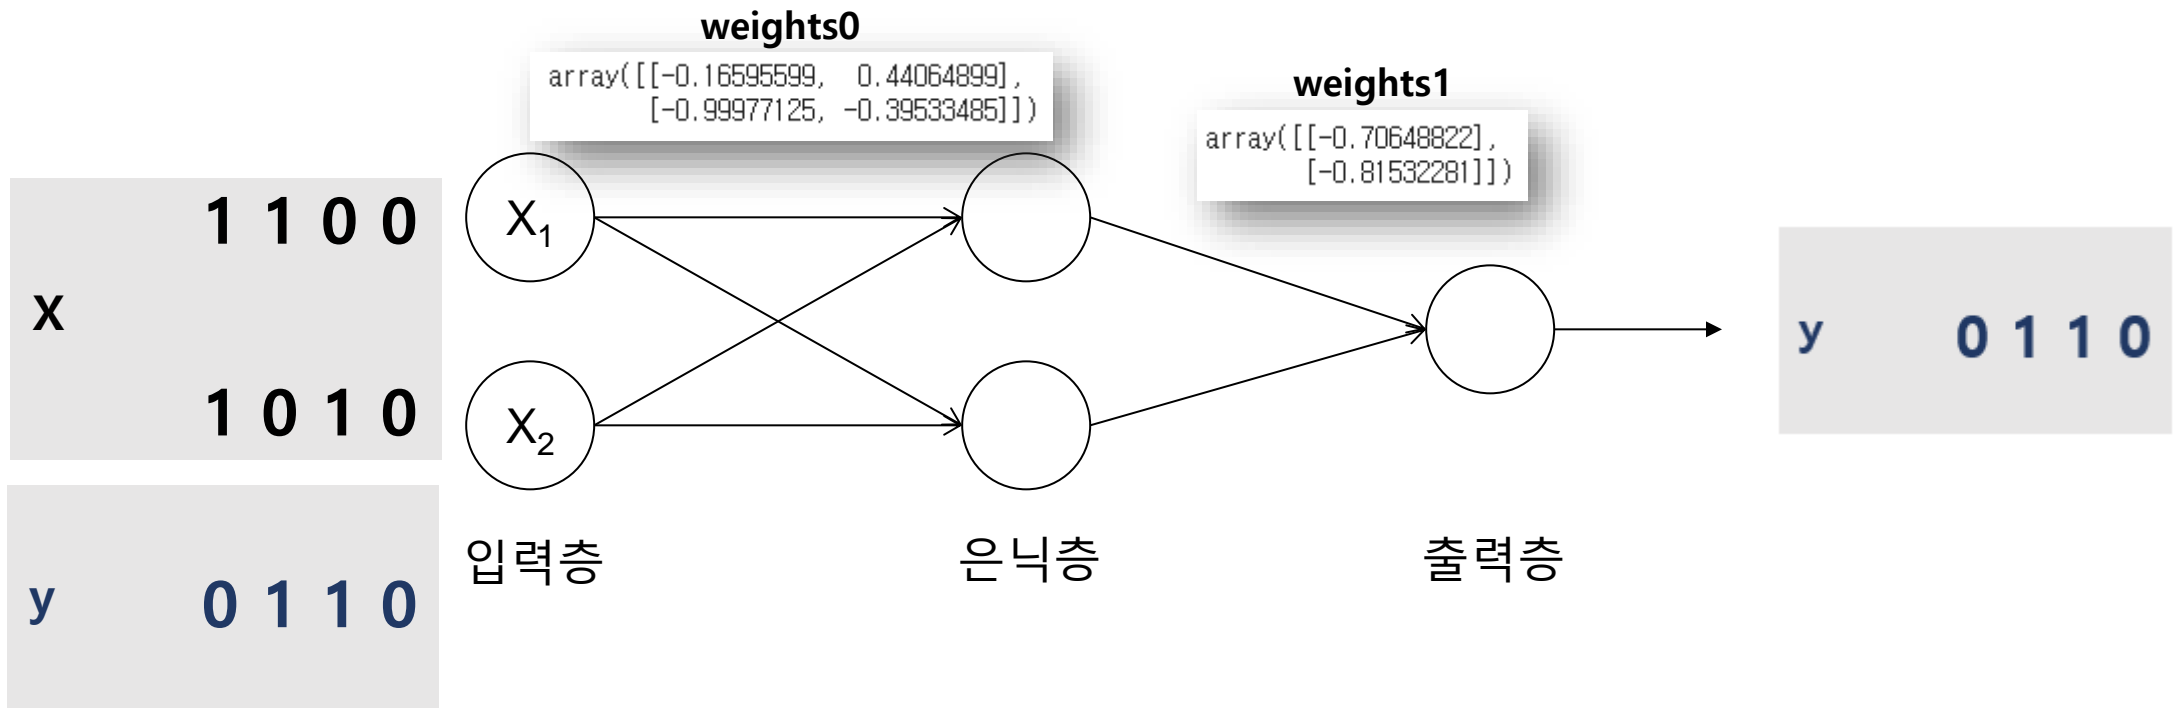 weights0
array([[-0.16595599, 0.44064899],
[-0.99977125, -0.39533485]])
weights1
array([[-0.70648822],
[-0.81532281]])
1 1 0 0
X
1 0 1 0
X1
X2
y 0 1 1 0
y 0 1 1 0
입력층
은닉층
출력층